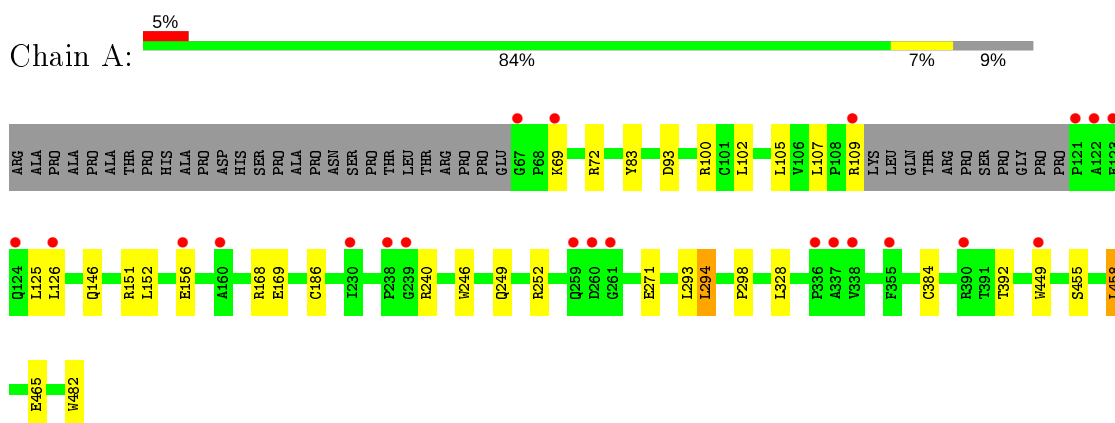 5%
Chain A:
84% 7% 9%
ARG ALA PRO ALA PRO ALA THR PRO HIS ALA PRO ASP HIS SER PRO ALA PRO ASN SER PRO THR LEU THR ARG PRO PRO GLU G67 P68 K69 R72 Y83 D93 R100 C101 L102 L105 V106 L107 P108 R109 LYS LEU GLN THR ARG PRO SER PRO GLY PRO PRO P121 A122
Q124 L125 L126 Q146 R151 L152 E156 A160 R168 E169 C186 I230 P238 G239 R240 W246 Q249 R252 Q259 D260 G261 E271 L293 L294 P298 L328 P336 A337 V338 F355 C384 R390 T391 T392 W449 S455 L458
E465 W482